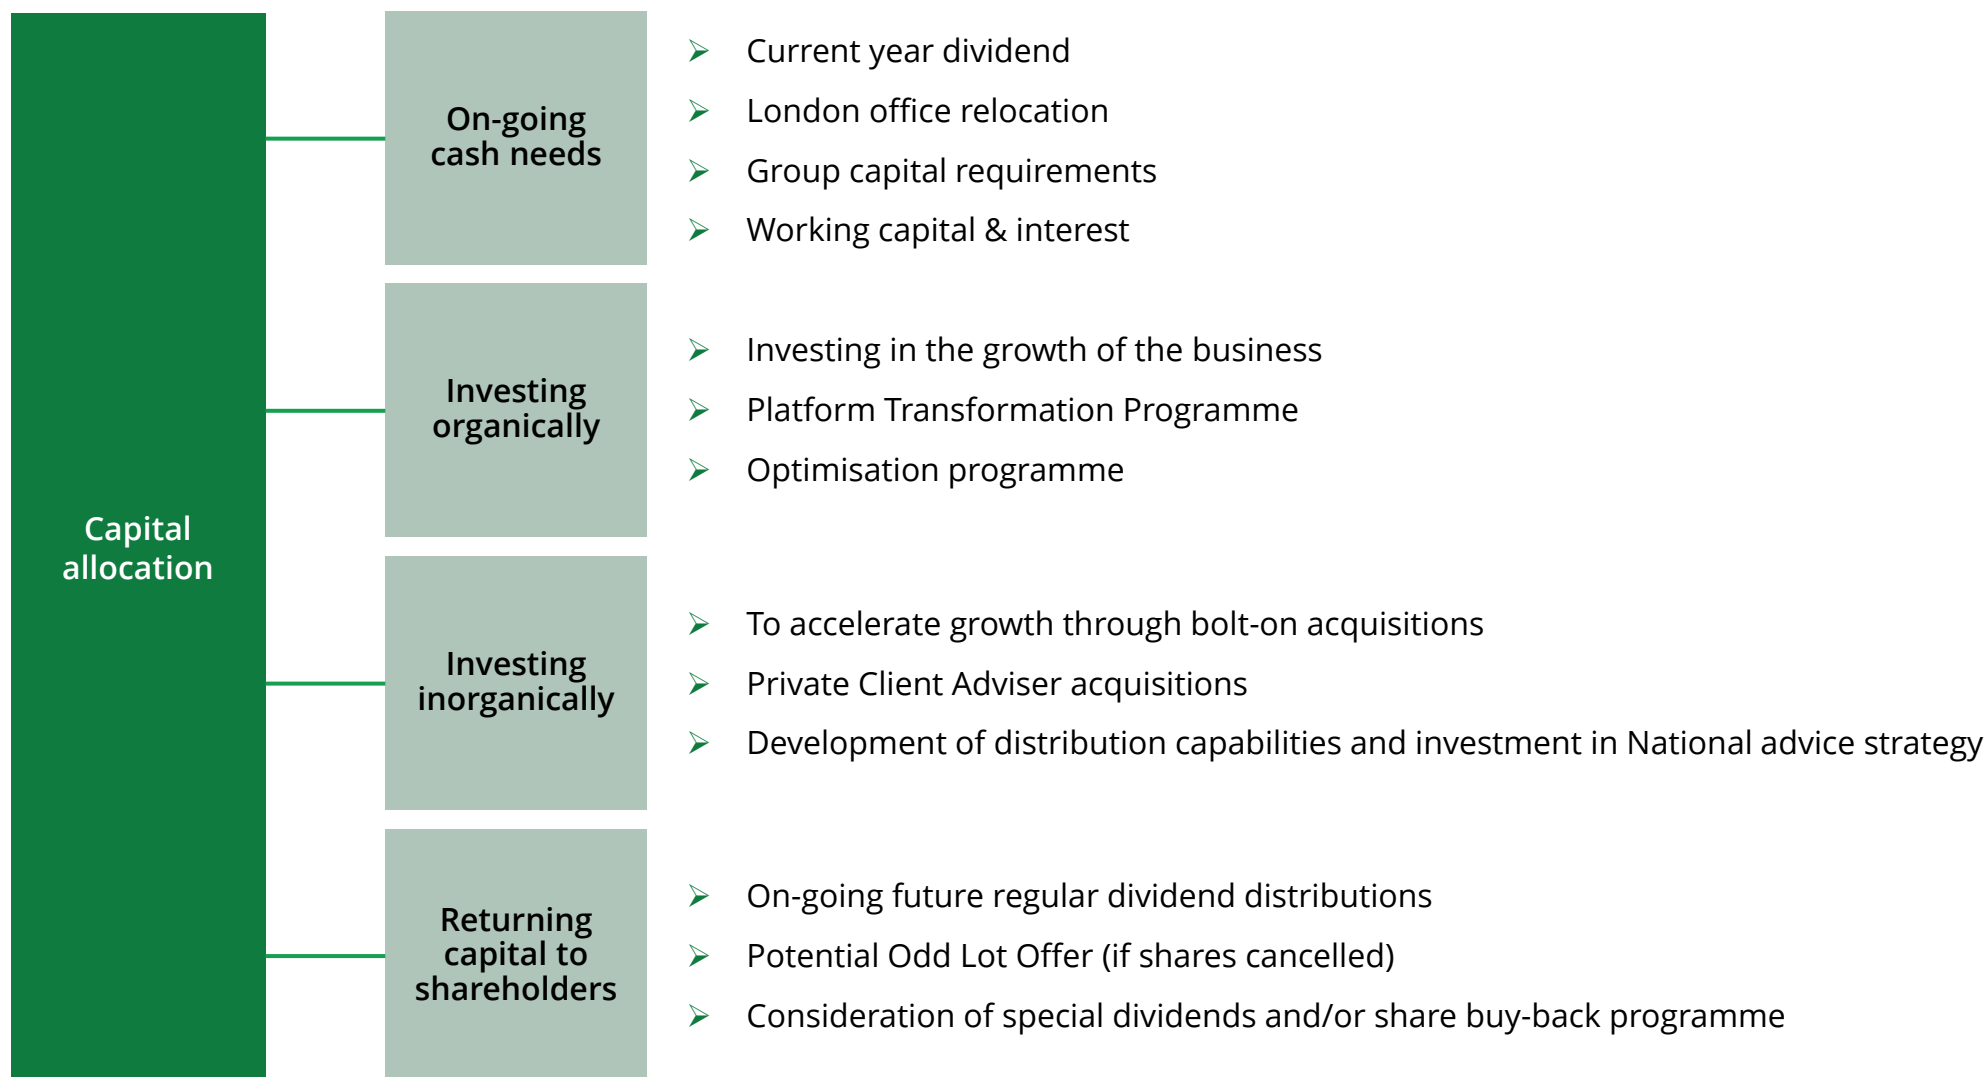 Capital
allocation
On-going
cash needs
Current year dividend
London office relocation
Group capital requirements
Working capital & interest
Investing
organically
Investing in the growth of the business
Platform Transformation Programme
Optimisation programme
Investing
inorganically
To accelerate growth through bolt-on acquisitions
Private Client Adviser acquisitions
Development of distribution capabilities and investment in National advice strategy
Returning
capital to
shareholders
On-going future regular dividend distributions
Potential Odd Lot Offer (if shares cancelled)
Consideration of special dividends and/or share buy-back programme